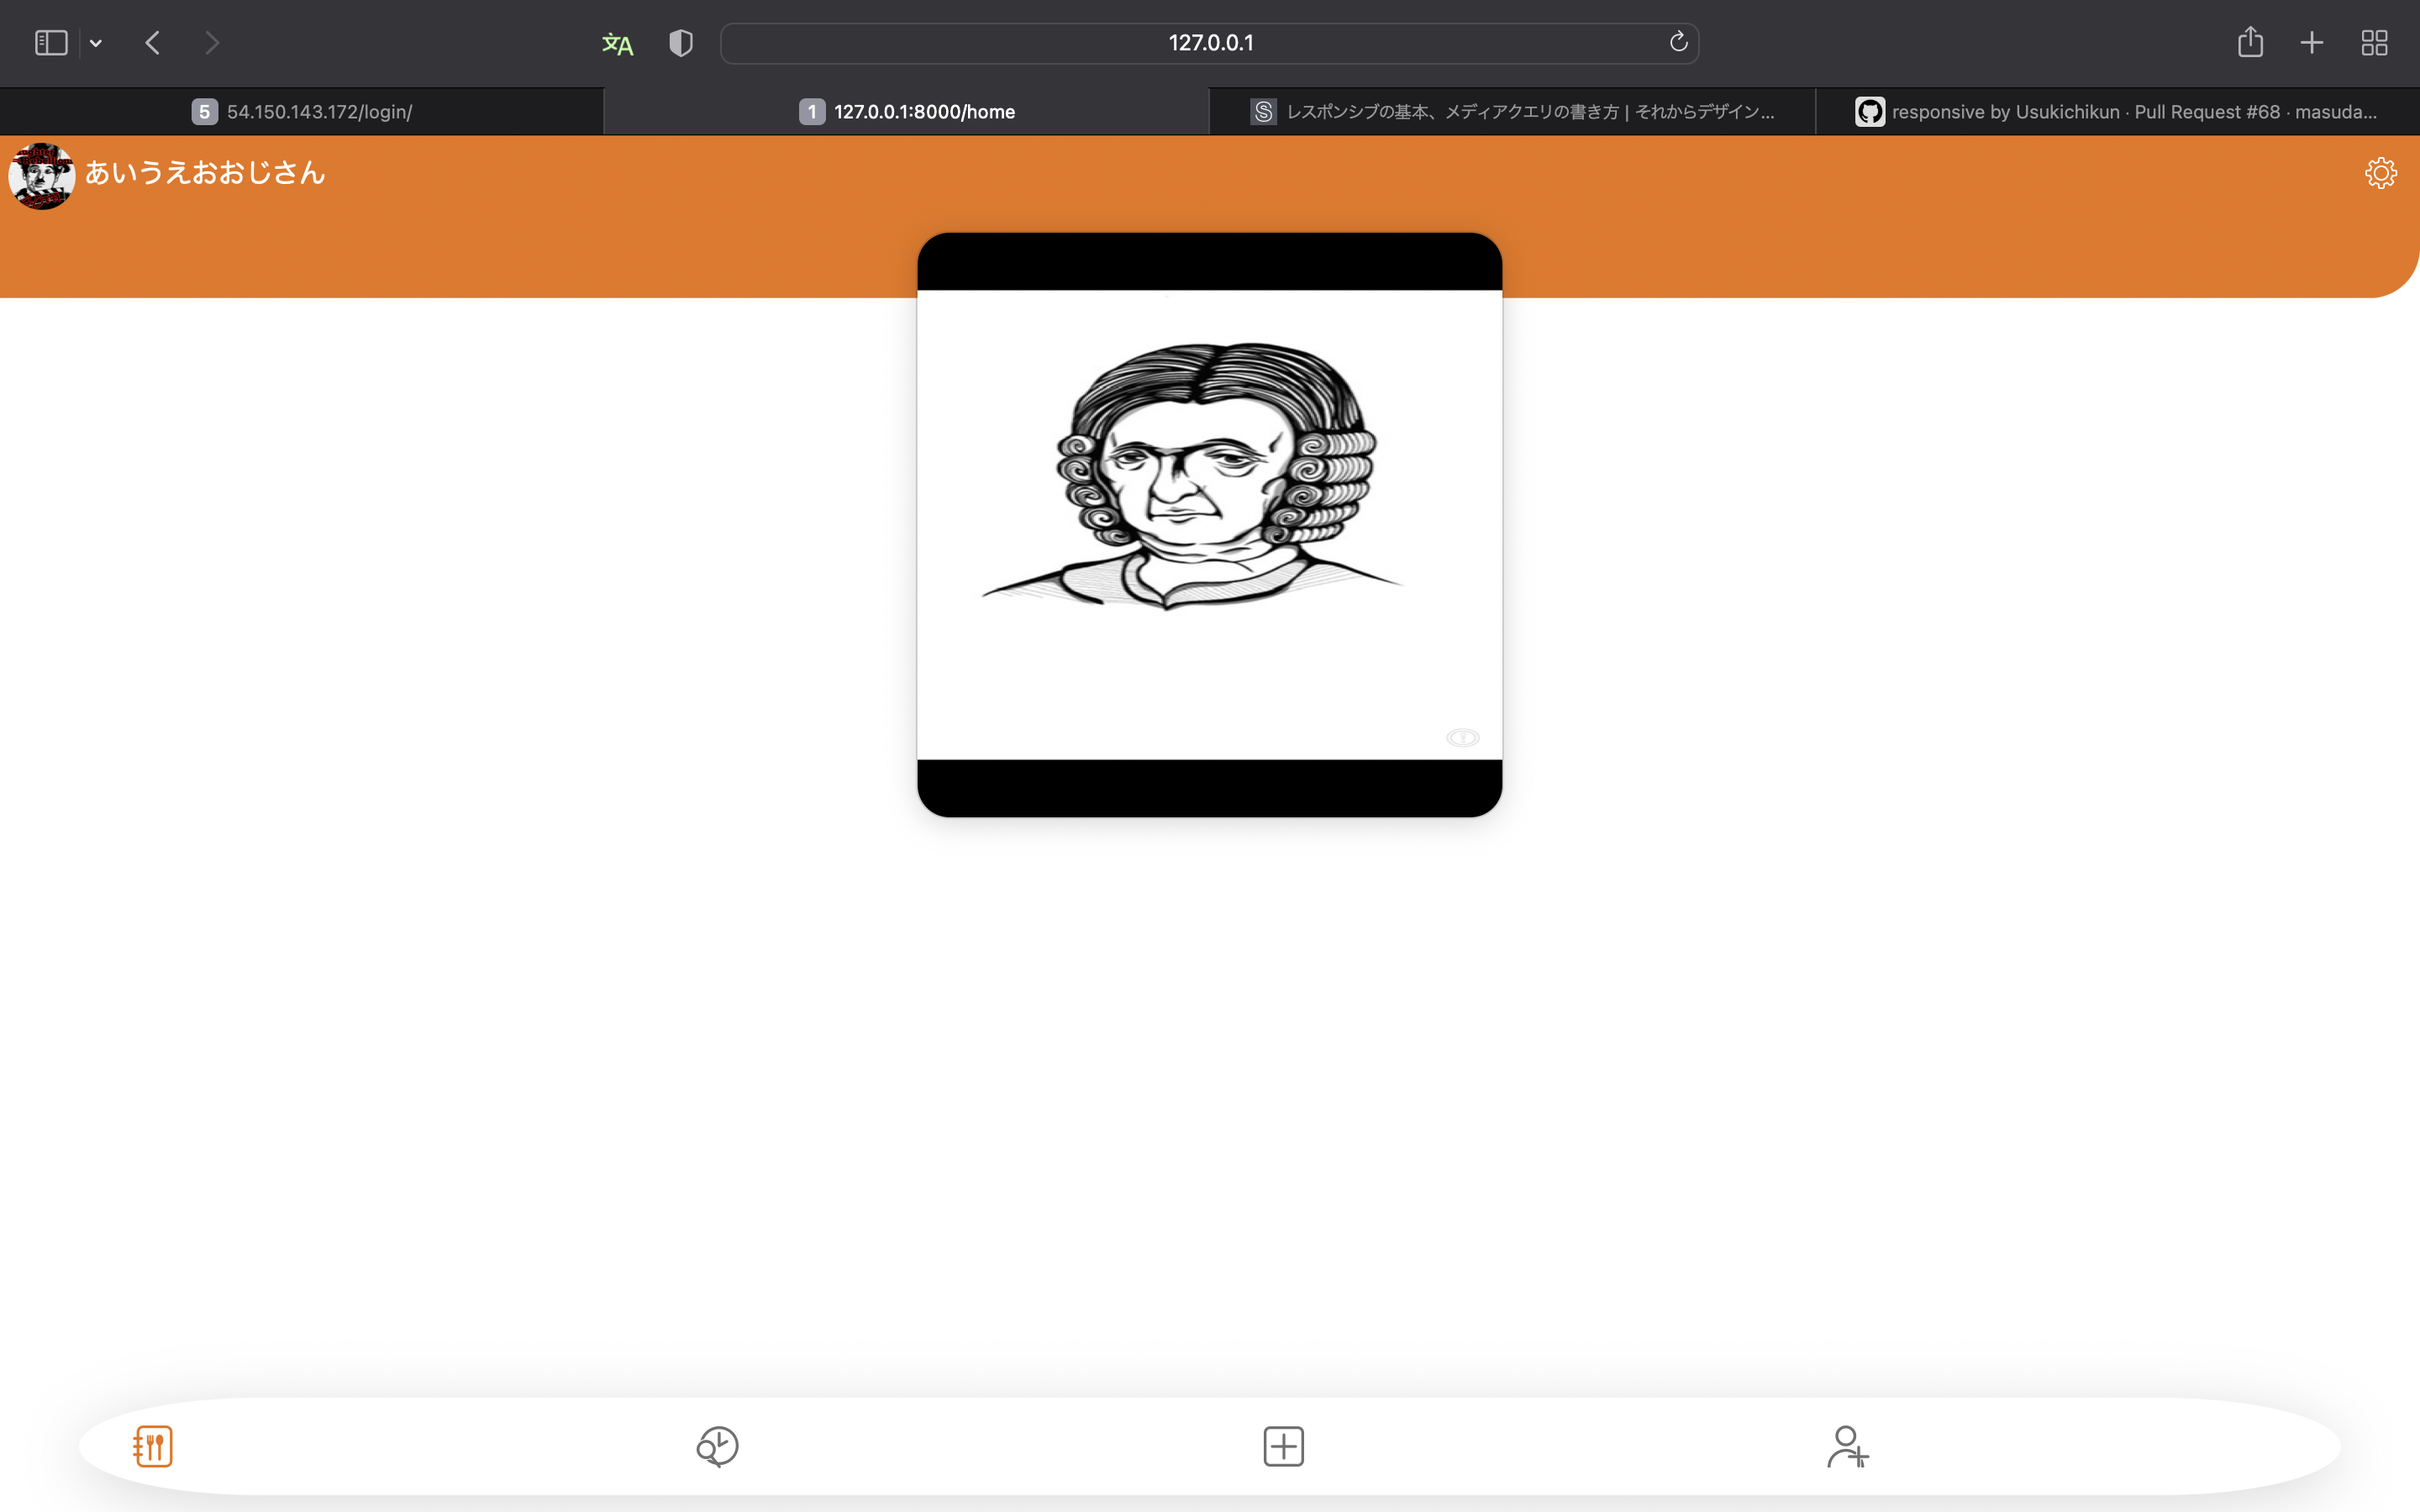 127.0.0.1
5 54.150.143.172/login/
1 127.0.0.1:8000/home
S レスポンシブの基本、メディアクエリの書き方 | それからデザイン...
responsive by Usukichikun · Pull Request #68 · masuda...
あいうえおおじさん